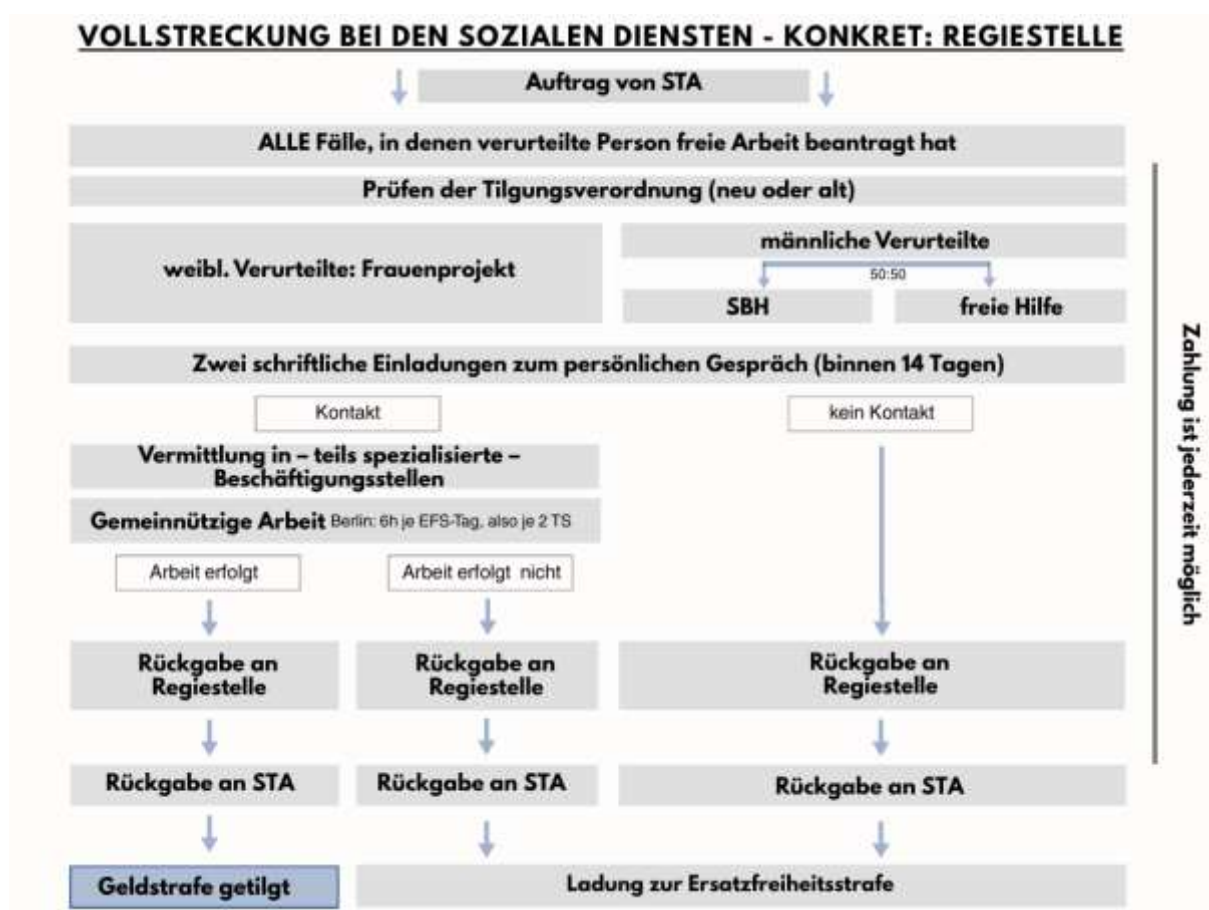 VOLLSTRECKUNG BEI DEN SOZIALEN DIENSTEN - KONKRET: REGIESTELLE
Auftrag von STA
ALLE Fälle, in denen verurteilte Person freie Arbeit beantragt hat
Prüfen der Tilgungsverordnung (neu oder alt)
weibl. Verurteilte: Frauenprojekt
männliche Verurteilte
50:50
SBH
freie Hilfe
Zwei schriftliche Einladungen zum persönlichen Gespräch (binnen 14 Tagen)
Kontakt
kein Kontakt
Vermittlung in – teils spezialisierte –
Beschäftigungsstellen
Gemeinnützige Arbeit Berlin: 6h je EFS-Tag, also je 2 TS
Arbeit erfolgt
Arbeit erfolgt nicht
Rückgabe an
Regiestelle
Rückgabe an
Regiestelle
Rückgabe an
Regiestelle
Rückgabe an STA
Rückgabe an STA
Rückgabe an STA
Geldstrafe getilgt
Ladung zur Ersatzfreiheitsstrafe
Zahlung ist jederzeit möglich